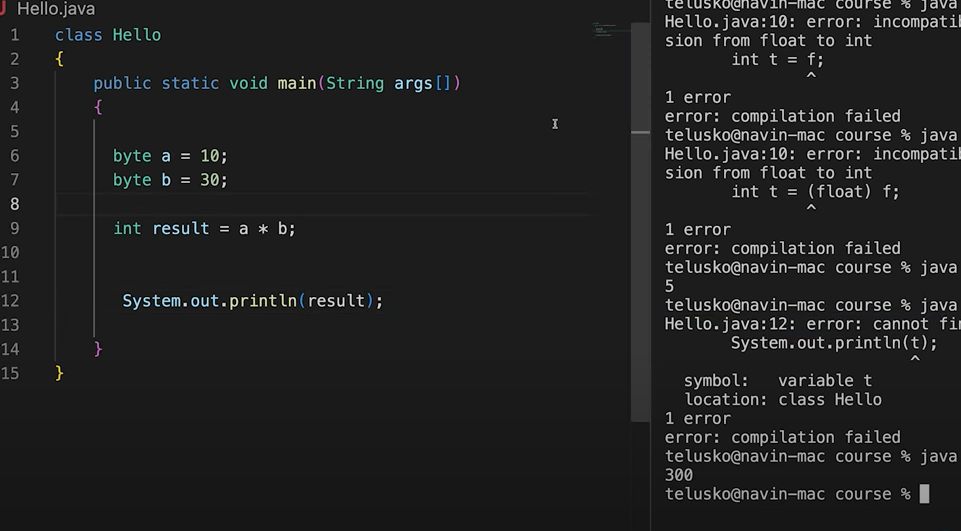 Hello.java
1 class Hello
2 {
3 public static void main(String args[])
4 {
5
6 byte a = 10;
7 byte b = 30;
8
9 int result = a * b;
10
11
12 System.out.println(result);
13
14 }
15 }
telusko@navin-mac course % java
Hello.java:10: error: incompatib
sion from float to int
int t = f;
^
1 error
error: compilation failed
telusko@navin-mac course % java
Hello.java:10: error: incompatib
sion from float to int
int t = (float) f;
^
1 error
error: compilation failed
telusko@navin-mac course % java
5
telusko@navin-mac course % java
Hello.java:12: error: cannot fin
System.out.println(t);
^
symbol: variable t
location: class Hello
1 error
error: compilation failed
telusko@navin-mac course % java
300
telusko@navin-mac course %